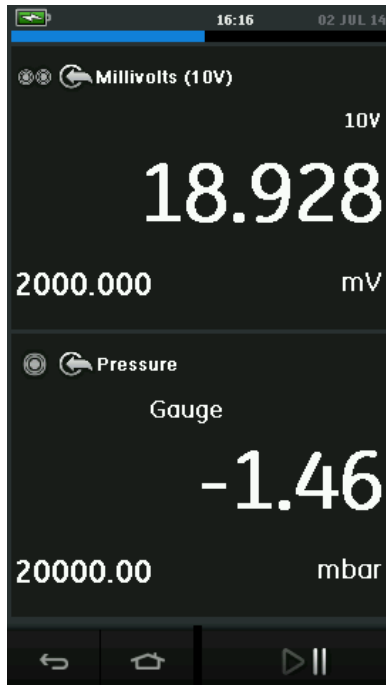 16:16 02 JUL 14
Millivolts (10V)
10V
18.928
2000.000 mV
Pressure
Gauge
-1.46
20000.00 mbar